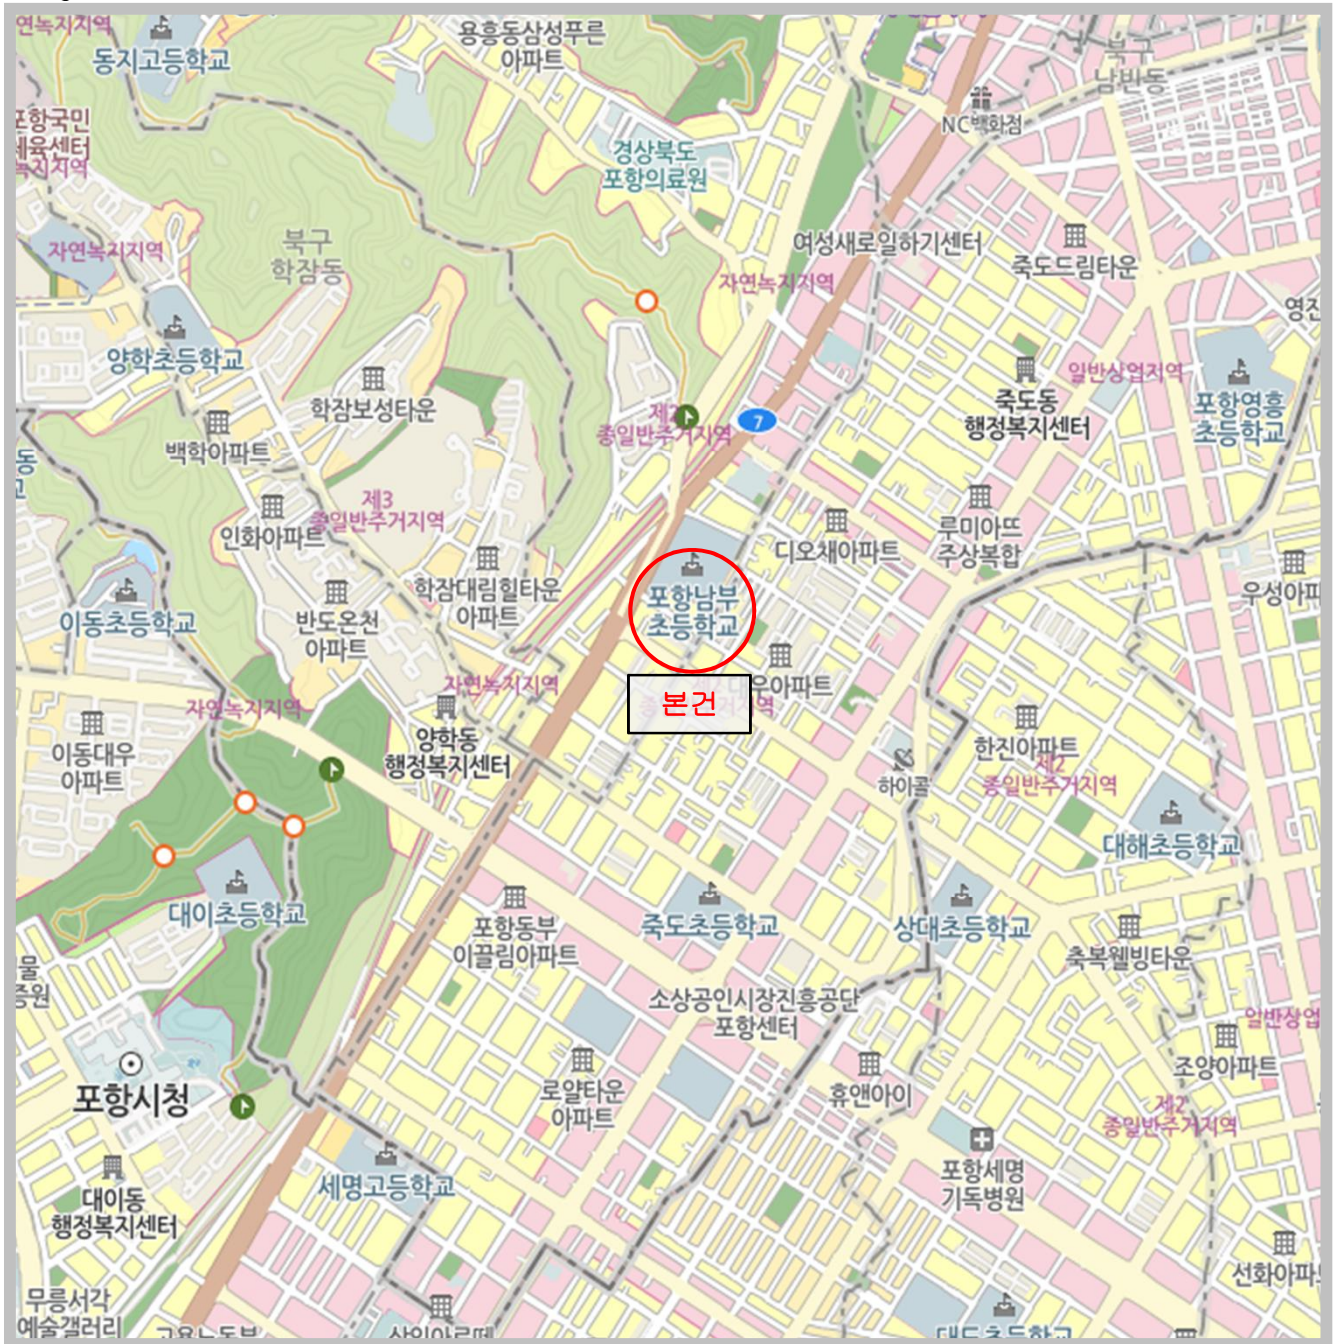 연녹지지역
동지고등학교
용흥동삼성푸른
아파트
북구
남빈동
NC백화점
포항국민
체육센터
녹지지역
경상북도
포항의료원
자연녹지지역
북구
학잠동
여성새로일하기센터
죽도드림타운
자연녹지지역
영진
양학초등학교
학잠보성타운
백학아파트
7
종일반주거지역
죽도동
행정복지센터
일반상업지역
포항영흥
초등학교
제3
종일반주거지역
인화아파트
루미아뜨
주상복합
디오채아파트
학잠대림힐타운
아파트
우성아파
이동초등학교
반도온천
아파트
포항남부
초등학교
대우아파트
본건
자연녹지지역
자연녹지지역
이동대우
아파트
양학동
행정복지센터
하이콜
한진아파트
제2
종일반주거지역
대해초등학교
대이초등학교
포항동부
이끌림아파트
죽도초등학교
상대초등학교
축복웰빙타운
소상공인시장진흥공단
포항센터
일반상업
조양아파트
포항시청
로얄타운
아파트
휴앤아이
제2
종일반주거지역
대이동
행정복지센터
세명고등학교
포항세명
기독병원
선화아파
무릉서각
예술갤러리